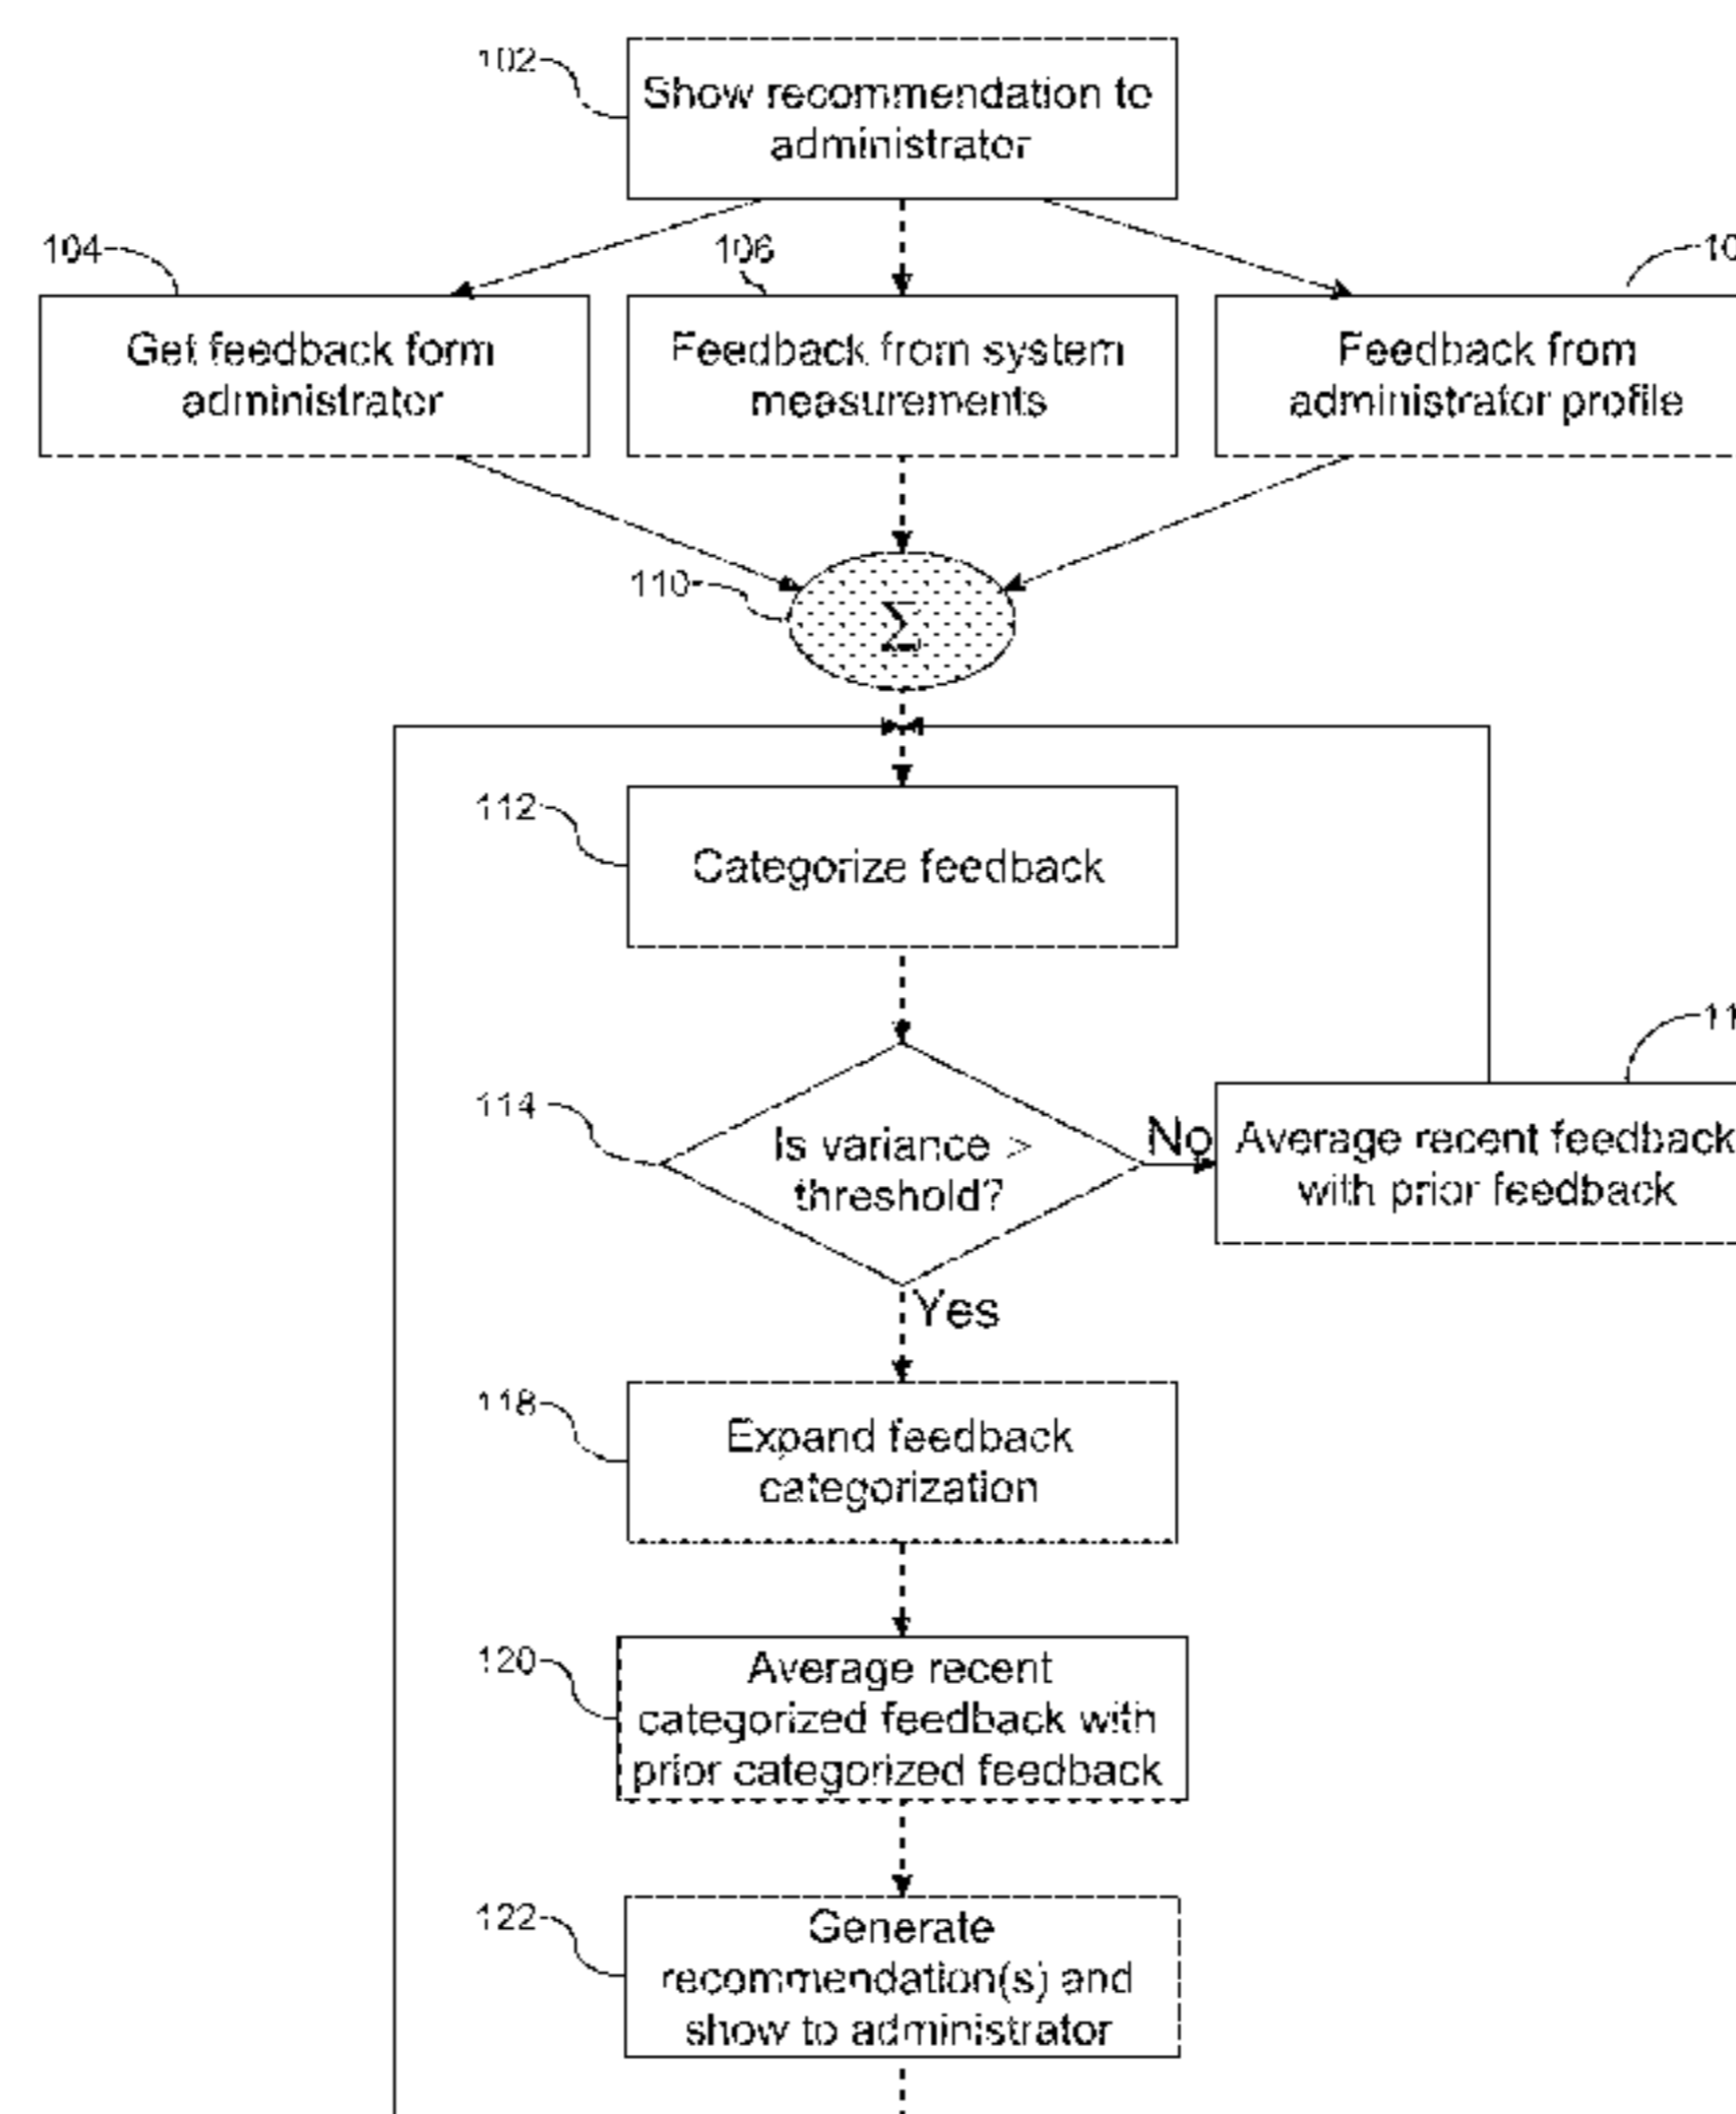 102
Show recommendation to
administrator
104
106
10
Get feedback form
administrator
Feedback from system
measurements
Feedback from
administrator profile
110
Σ
112
Categorize feedback
11
114
Is variance >
threshold?
No
Average recent feedback
with prior feedback
Yes
118
Expand feedback
categorization
120
Average recent
categorized feedback with
prior categorized feedback
122
Generate
recommendation(s) and
show to administrator